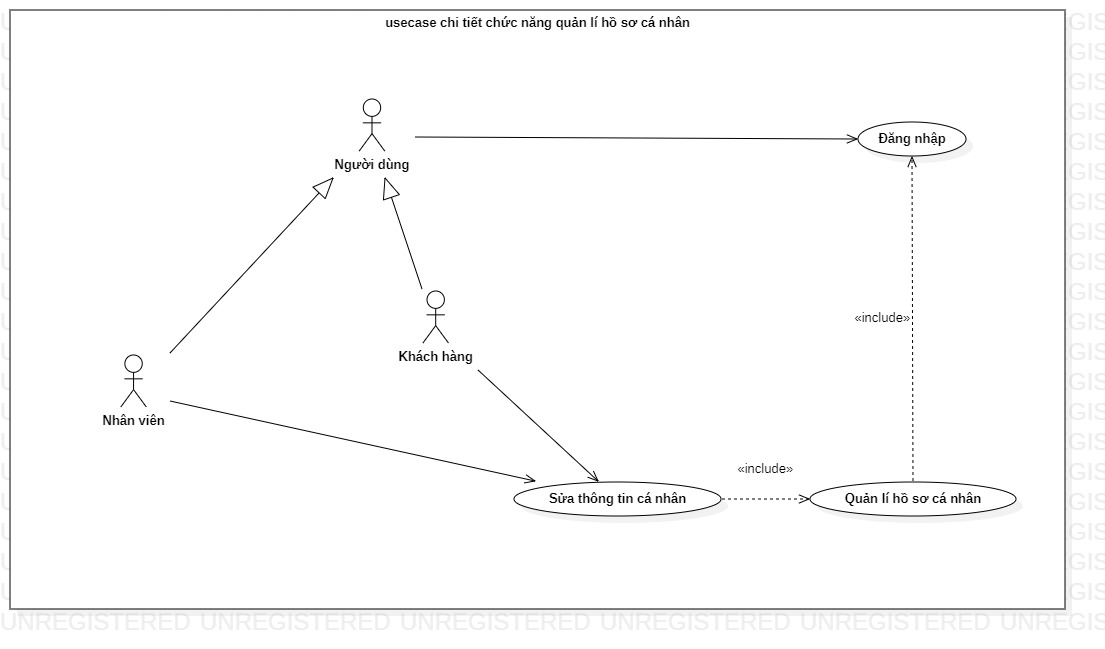 usecase chi tiết chức năng quản lí hồ sơ cá nhân
Đăng nhập
Người dùng
«include»
Khách hàng
Nhân viên
«include»
Sửa thông tin cá nhân
Quản lí hồ sơ cá nhân
UNREGISTERED UNREGISTERED UNREGISTERED UNREGISTERED UNREGISTERED UNREGIS